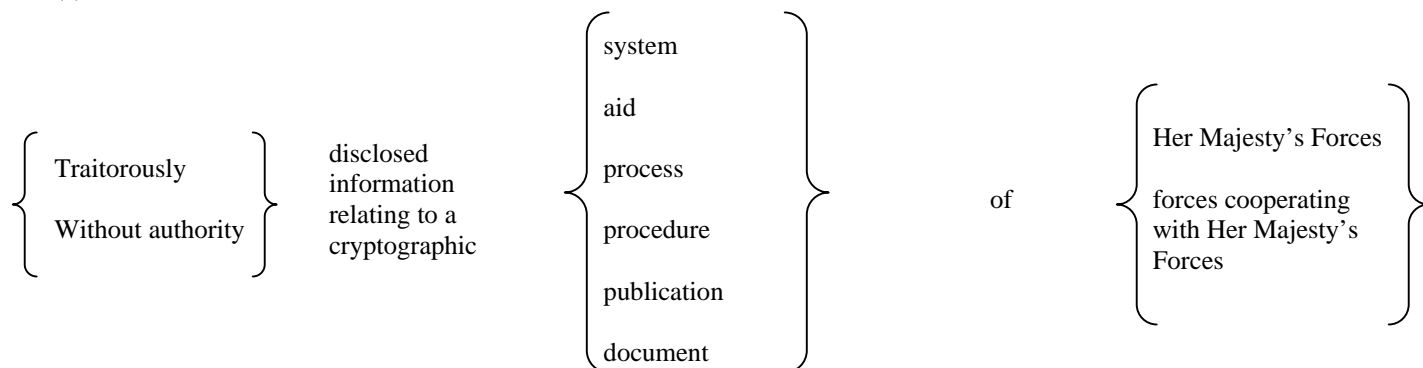 Traitorously
Without authority
disclosed
information
relating to a
cryptographic
system
aid
process
procedure
publication
document
of
Her Majesty’s Forces
forces cooperating
with Her Majesty’s
Forces